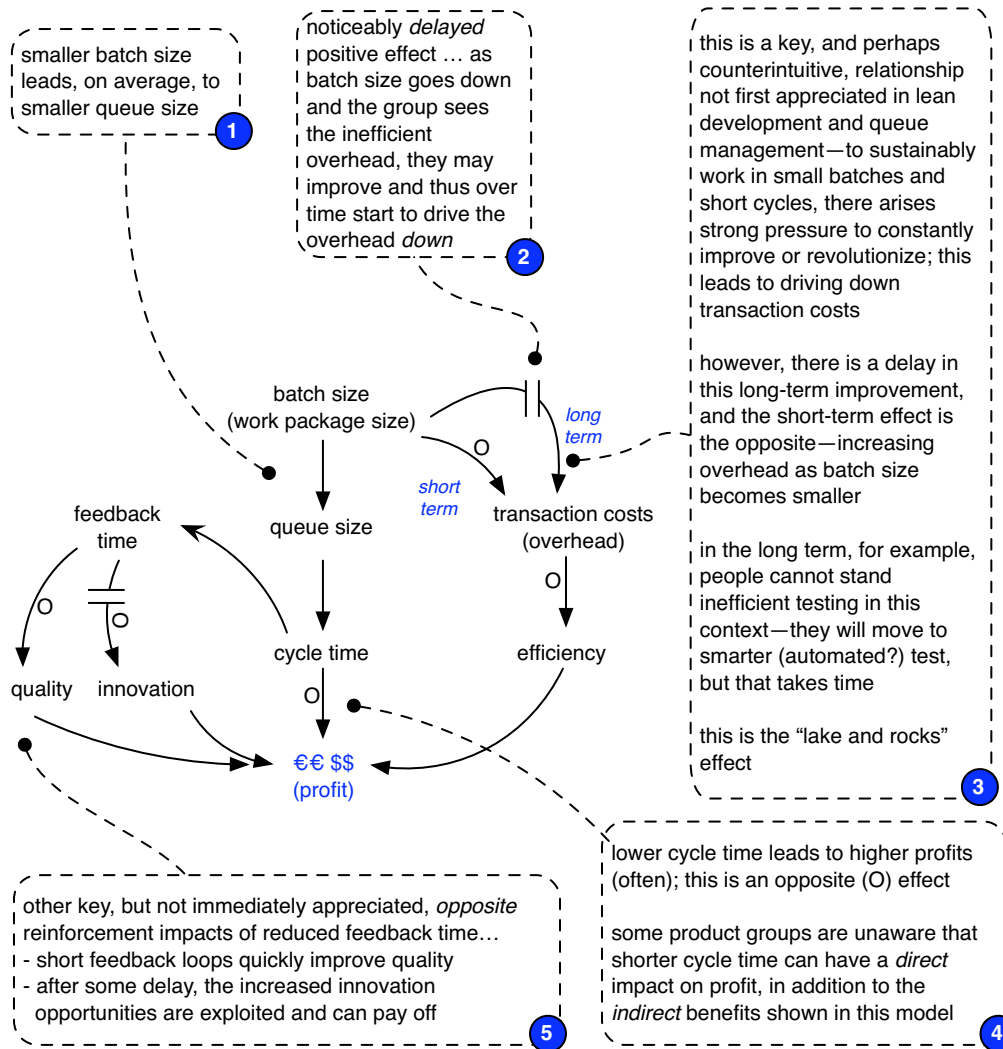 smaller batch size
leads, on average, to
smaller queue size
1
noticeably delayed
positive effect … as
batch size goes down
and the group sees
the inefficient
overhead, they may
improve and thus over
time start to drive the
overhead down
2
this is a key, and perhaps
counterintuitive, relationship
not first appreciated in lean
development and queue
management—to sustainably
work in small batches and
short cycles, there arises
strong pressure to constantly
improve or revolutionize; this
leads to driving down
transaction costs
however, there is a delay in
this long-term improvement,
and the short-term effect is
the opposite—increasing
overhead as batch size
becomes smaller
in the long term, for example,
people cannot stand
inefficient testing in this
context—they will move to
smarter (automated?) test,
but that takes time
this is the “lake and rocks”
effect
3
batch size
(work package size)
O
long
term
short
term
feedback
time
queue size
transaction costs
(overhead)
O
O
O
cycle time
efficiency
quality
innovation
O
€€ $$
(profit)
lower cycle time leads to higher profits
(often); this is an opposite (O) effect
some product groups are unaware that
shorter cycle time can have a direct
impact on profit, in addition to the
indirect benefits shown in this model
4
other key, but not immediately appreciated, opposite
reinforcement impacts of reduced feedback time…
- short feedback loops quickly improve quality
- after some delay, the increased innovation
opportunities are exploited and can pay off
5